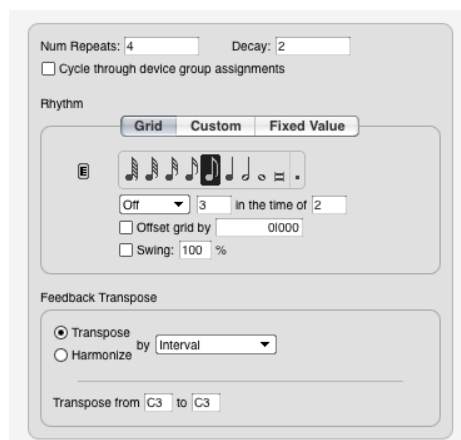 Num Repeats: 4 Decay: 2
Cycle through device group assignments
Rhythm
Grid Custom Fixed Value
E
Off 3 in the time of 2
Offset grid by 0|000
Swing: 100 %
Feedback Transpose
Transpose
by Interval
Harmonize
Transpose from C3 to C3